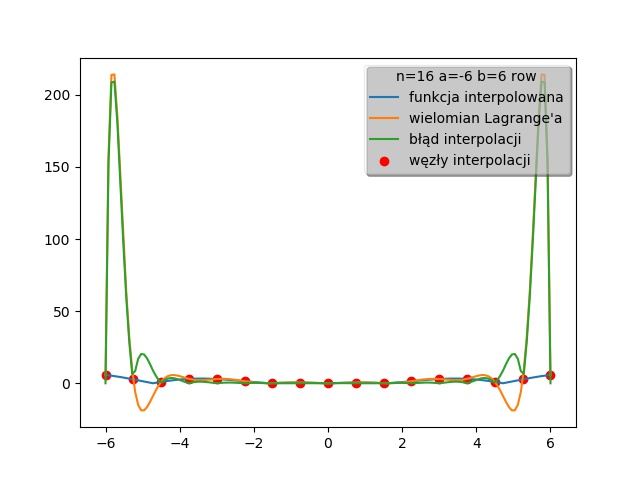 n=16 a=-6 b=6 row
funkcja interpolowana
wielomian Lagrange'a
błąd interpolacji
węzły interpolacji
200
150
100
50
0
−6 −4 −2 0 2 4 6